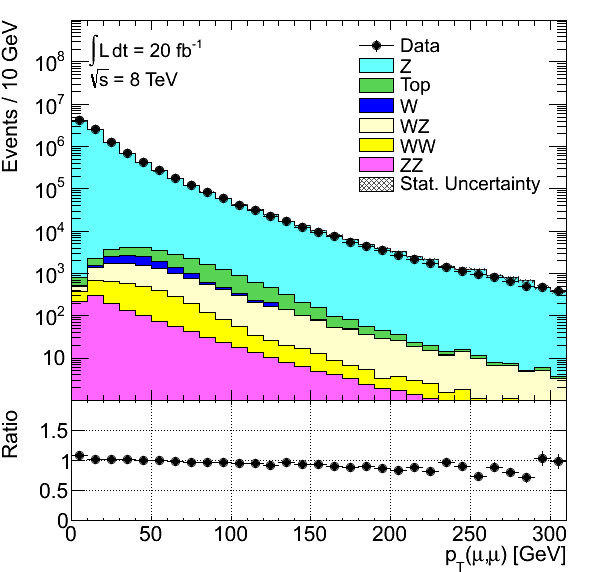 Events / 10 GeV
10⁸
10⁷
10⁶
10⁵
10⁴
10³
10²
10
∫L dt = 20 fb⁻¹
√s = 8 TeV
Data
Z
Top
W
WZ
WW
ZZ
Stat. Uncertainty
Ratio
1.5
1
0.5
0
0 50 100 150 200 250 300
p_T(μ,μ) [GeV]